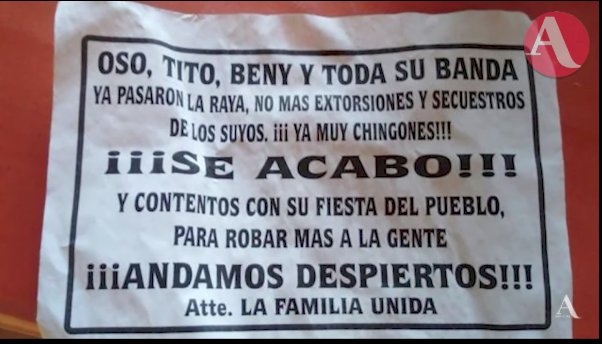 A
OSO, TITO, BENY Y TODA SU BANDA
YA PASARON LA RAYA, NO MAS EXTORSIONES Y SECUESTROS
DE LOS SUYOS. ¡¡¡ YA MUY CHINGONES!!!
¡¡¡SE ACABO!!!
Y CONTENTOS CON SU FIESTA DEL PUEBLO,
PARA ROBAR MAS A LA GENTE
¡¡¡ANDAMOS DESPIERTOS!!!
Atte. LA FAMILIA UNIDA
A